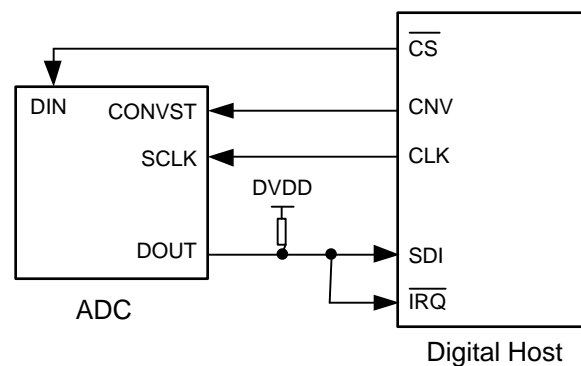 CS
DIN
CONVST
CNV
SCLK
CLK
DVDD
DOUT
SDI
IRQ
ADC
Digital Host